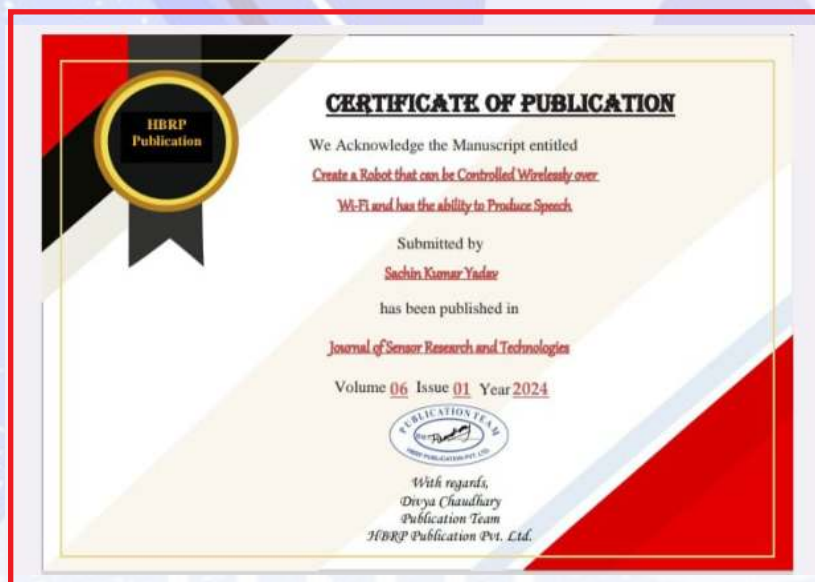 HBRP
Publication
CERTIFICATE OF PUBLICATION
We Acknowledge the Manuscript entitled
Create a Robot that can be Controlled Wirelessly over
Wi-Fi and has the ability to Produce Speech
Submitted by
Sachin Kumar Yadav
has been published in
Journal of Sensor Research and Technologies
Volume 06 Issue 01 Year 2024
PUBLICATION TEAM
HBRP PUBLICATION PVT. LTD.
With regards,
Divya Chaudhary
Publication Team
HBRP Publication Pvt. Ltd.